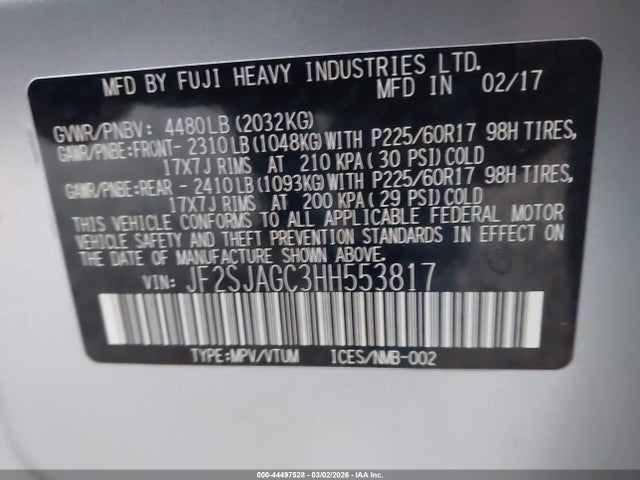 MFD BY FUJI HEAVY INDUSTRIES LTD.
MFD IN 02/17
GVWR/PNBV: 4480LB(2032KG)
GAWR/PNBE:FRONT- 2310LB(1048KG)WITH P225/60R17 98H TIRES,
17X7J RIMS AT 210 KPA( 30 PSI)COLD
GAWR/PNBE:REAR - 2410LB(1093KG)WITH P225/60R17 98H TIRES,
17X7J RIMS AT 200 KPA( 29 PSI)COLD
THIS VEHICLE CONFORMS TO ALL APPLICABLE FEDERAL MOTOR
VEHICLE SAFETY AND THEFT PREVENTION STANDARDS IN EFFECT ON
THE DATE OF MANUFACTURE SHOWN ABOVE.
VIN: JF2SJAGC3HH553817
TYPE:MPV/VTUM ICES/NMB-002
000-44497528 - 03/02/2026 - IAA Inc.